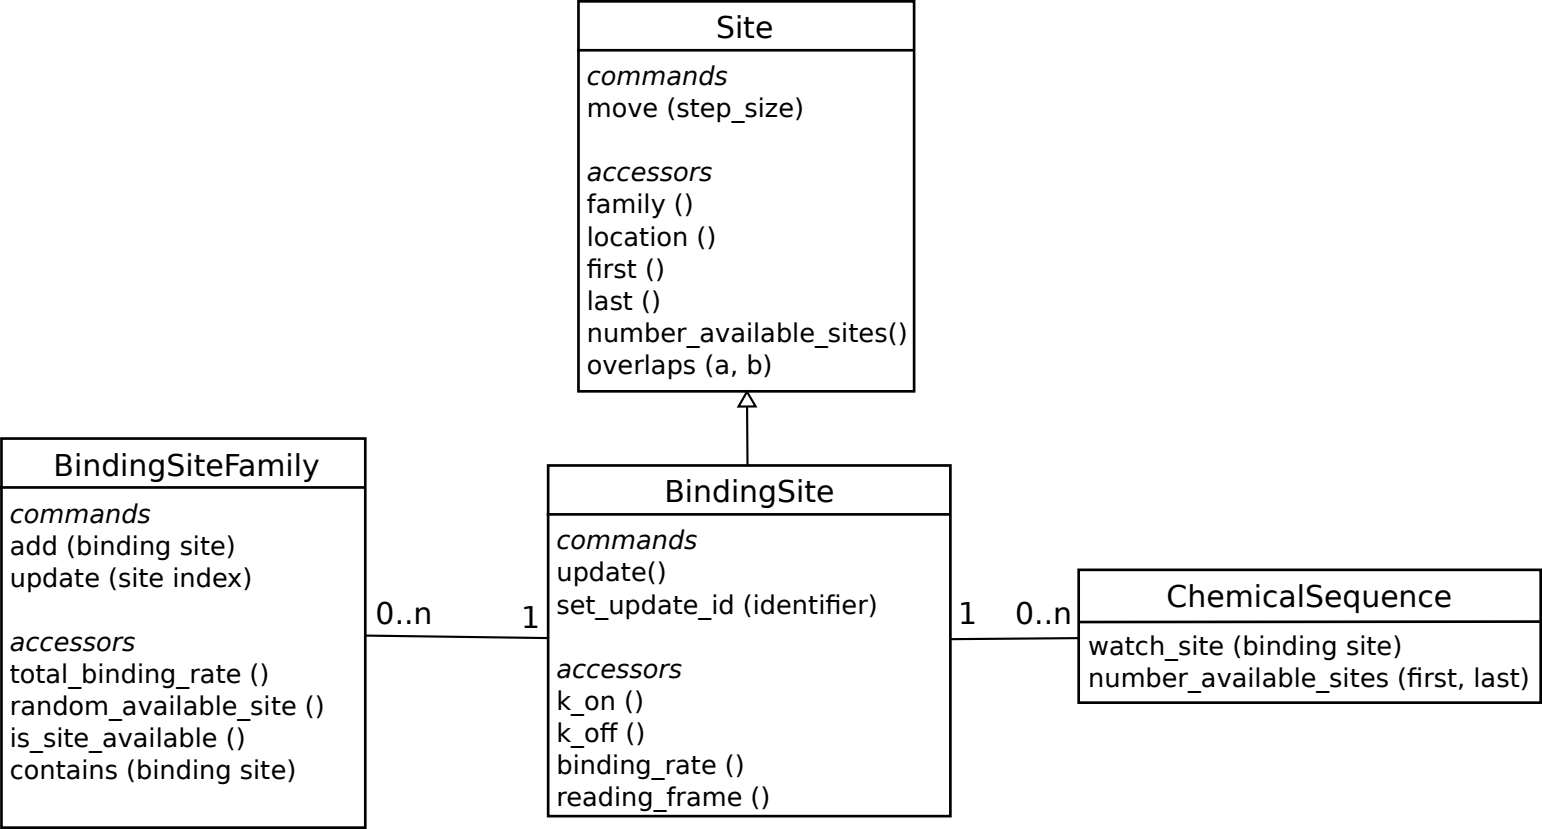 Site
commands
move (step_size)
accessors
family ()
location ()
first ()
last ()
number_available_sites()
overlaps (a, b)
BindingSiteFamily
commands
add (binding site)
update (site index)
accessors
total_binding_rate ()
random_available_site ()
is_site_available ()
contains (binding site)
0..n
1
BindingSite
commands
update()
set_update_id (identifier)
accessors
k_on ()
k_off ()
binding_rate ()
reading_frame ()
1
0..n
ChemicalSequence
watch_site (binding site)
number_available_sites (first, last)